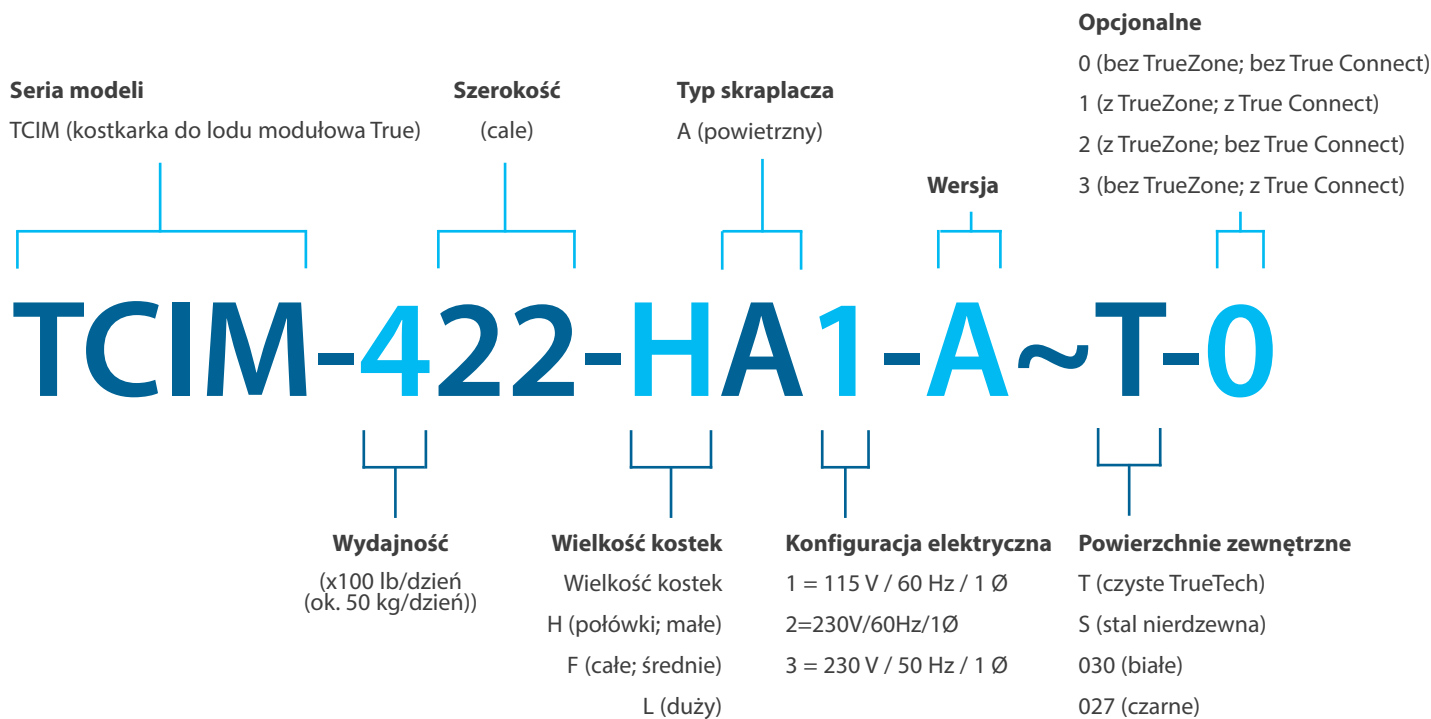 Opcjonalne
0 (bez TrueZone; bez True Connect)
1 (z TrueZone; z True Connect)
2 (z TrueZone; bez True Connect)
3 (bez TrueZone; z True Connect)
Seria modeli
TCIM (kostkarka do lodu modułowa True)
Szerokość
(cale)
Typ skraplacza
A (powietrzny)
Wersja
TCIM-422-HA1-A~T-0
Wydajność
(x100 lb/dzień
(ok. 50 kg/dzień))
Wielkość kostek
Wielkość kostek
H (połówki; małe)
F (całe; średnie)
L (duży)
Konfiguracja elektryczna
1 = 115 V / 60 Hz / 1 Ø
2=230V/60Hz/1Ø
3 = 230 V / 50 Hz / 1 Ø
Powierzchnie zewnętrzne
T (czyste TrueTech)
S (stal nierdzewna)
030 (białe)
027 (czarne)